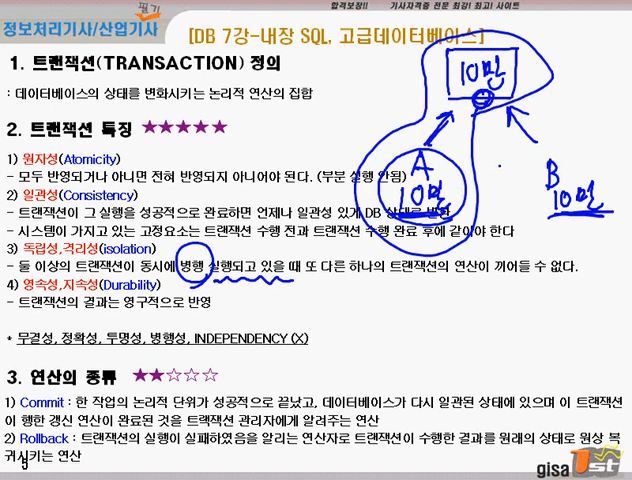 합격보장!! 기사자격증 전문 최강! 최고! 사이트
필기
정보처리기사/산업기사
[DB 7강-내장 SQL, 고급데이터베이스]
1. 트랜잭션(TRANSACTION) 정의
: 데이터베이스의 상태를 변화시키는 논리적 연산의 집합
10만
2. 트랜잭션 특징 ★★★★★
A
10만
B
10만
1) 원자성(Atomicity)
- 모두 반영되거나 아니면 전혀 반영되지 아니어야 된다. (부분 실행 안됨)
2) 일관성(Consistency)
- 트랜잭션이 그 실행을 성공적으로 완료하면 언제나 일관성 있게 DB 상태로 변환
- 시스템이 가지고 있는 고정요소는 트랜잭션 수행 전과 트랜잭션 수행 완료 후에 같아야 한다
3) 독립성,격리성(isolation)
- 둘 이상의 트랜잭션이 동시에 병행 실행되고 있을 때 또 다른 하나의 트랜잭션의 연산이 끼어들 수 없다.
4) 영속성,지속성(Durability)
- 트랜잭션의 결과는 영구적으로 반영
* 무결성, 정확성, 투명성, 병행성, INDEPENDENCY (X)
3. 연산의 종류 ★★☆☆☆
1) Commit : 한 작업의 논리적 단위가 성공적으로 끝났고, 데이터베이스가 다시 일관된 상태에 있으며 이 트랜잭션
이 행한 갱신 연산이 완료된 것을 트랙잭션 관리자에게 알려주는 연산
2) Rollback : 트랜잭션의 실행이 실패하였음을 알리는 연산자로 트랜잭션이 수행한 결과를 원래의 상태로 원상 복
귀시키는 연산
gisa 1st